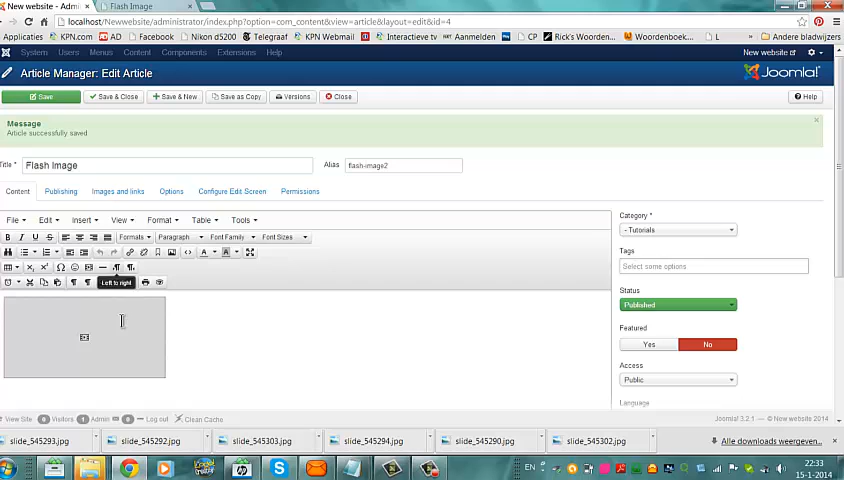 New website - Admi
Flash Image
localhost/Newwebsite/administrator/index.php?option=com_content&view=article&layout=edit&id=4
Applicaties KPN.com AD Facebook Nikon d5200 Telegraaf KPN Webmail Interactieve tv Aanmelden CP Rick's Woorden... Woordenboek... L » Andere bladwijzers
System Users Menus Content Components Extensions Help New website
Article Manager: Edit Article Joomla!
Save Save & Close Save & New Save as Copy Versions Close Help
Message
Article successfully saved
Title * Flash Image Alias flash-image2
Content Publishing Images and links Options Configure Edit Screen Permissions
File Edit Insert View Format Table Tools
B I U S Formats Paragraph Font Family Font Sizes
A A
Left to right
Category *
- Tutorials
Tags
Select some options
Status
Published
Featured
Yes No
Access
Public
Language
View Site 0 Visitors 1 Admin 0 Log out Clean Cache Joomla! 3.2.1 — © New website 2014
slide_545293.jpg slide_545292.jpg slide_545303.jpg slide_545294.jpg slide_545290.jpg slide_545302.jpg Alle downloads weergeven...
EN 22:33
15-1-2014